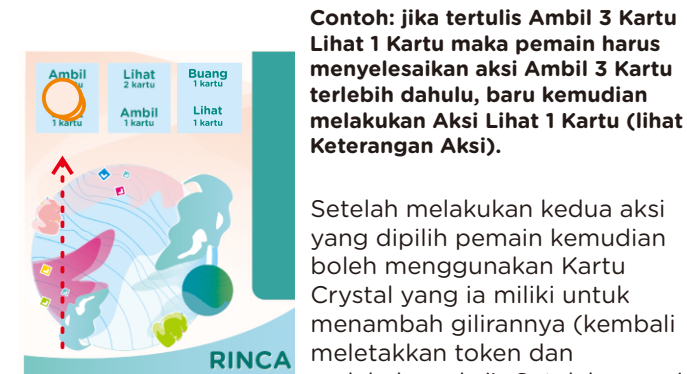 Contoh: jika tertulis Ambil 3 Kartu
Lihat 1 Kartu maka pemain harus
menyelesaikan aksi Ambil 3 Kartu
terlebih dahulu, baru kemudian
melakukan Aksi Lihat 1 Kartu (lihat
Keterangan Aksi).
Setelah melakukan kedua aksi
yang dipilih pemain kemudian
boleh menggunakan Kartu
Crystal yang ia miliki untuk
menambah gilirannya (kembali
meletakkan token dan
Ambil
Lihat
2 kartu
Buang
1 kartu
1 kartu
Ambil
1 kartu
Lihat
1 kartu
RINCA